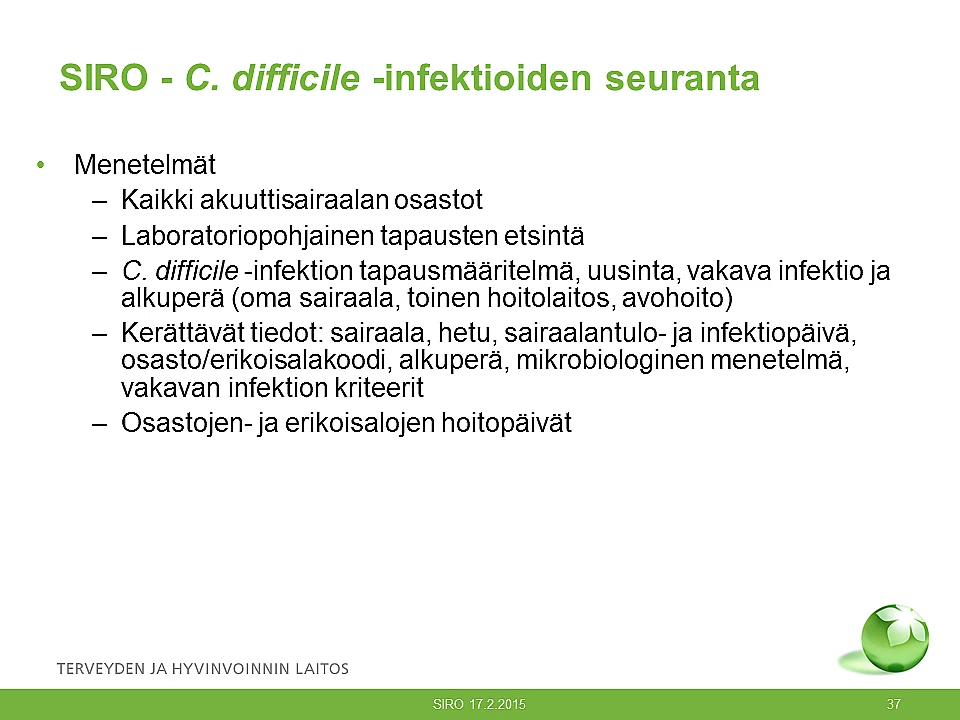 SIRO - C. difficile -infektioiden seuranta
• Menetelmät
– Kaikki akuuttisairaalan osastot
– Laboratoriopohjainen tapausten etsintä
– C. difficile -infektion tapausmääritelmä, uusinta, vakava infektio ja
alkuperä (oma sairaala, toinen hoitolaitos, avohoito)
– Kerättävät tiedot: sairaala, hetu, sairaalantulo- ja infektiopäivä,
osasto/erikoisalakoodi, alkuperä, mikrobiologinen menetelmä,
vakavan infektion kriteerit
– Osastojen- ja erikoisalojen hoitopäivät
TERVEYDEN JA HYVINVOINNIN LAITOS
SIRO 17.2.2015 37